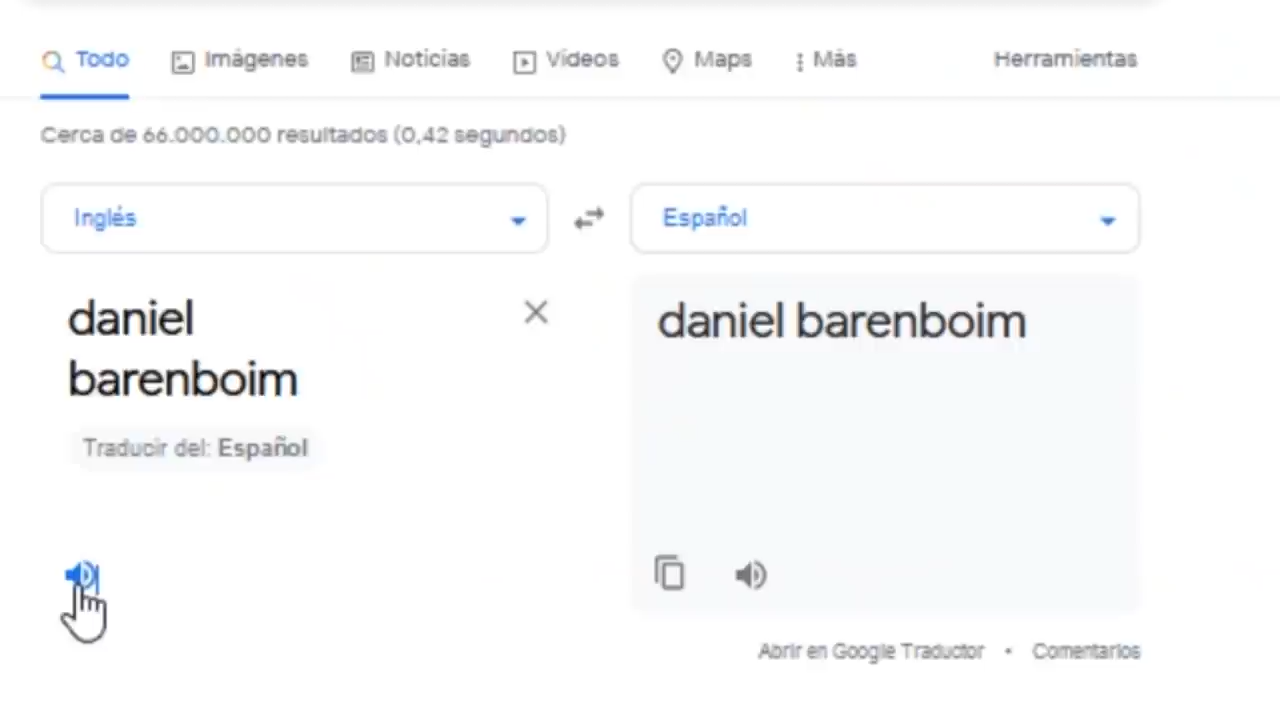 Todo Imágenes Noticias Vídeos Maps Más Herramientas
Cerca de 66.000.000 resultados (0,42 segundos)
Inglés Español
daniel
barenboim
daniel barenboim
Traducir del: Español
Abrir en Google Traductor • Comentarios